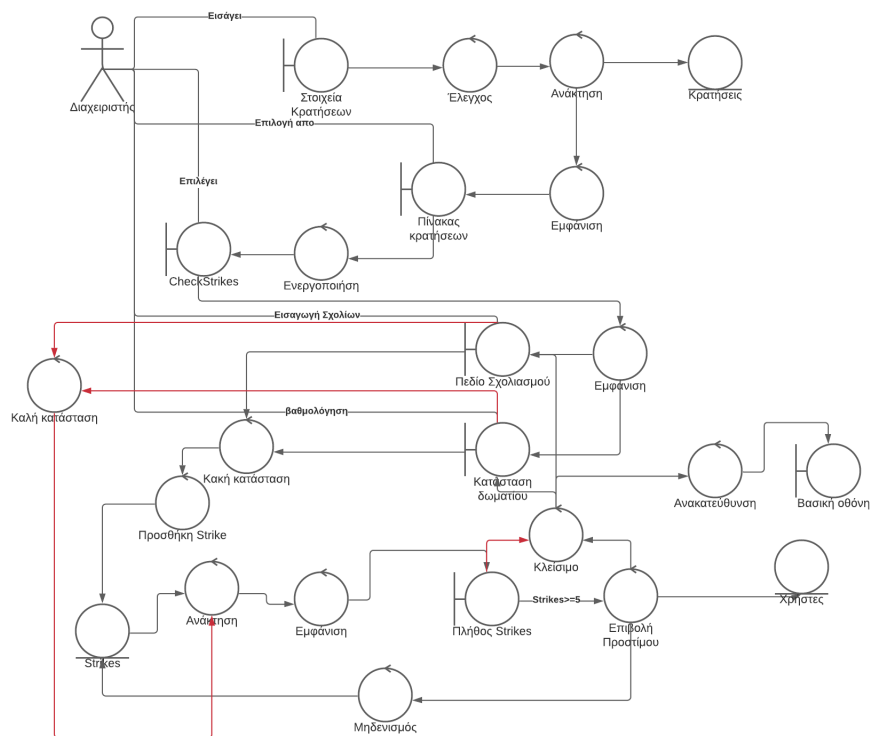 Εισάγει
Διαχειριστής
Στοιχεία
Κρατήσεων
Έλεγχος
Ανάκτηση
Κρατήσεις
Επιλογή απο
Επιλέγει
Πίνακας
κρατήσεων
Εμφάνιση
CheckStrikes
Ενεργοποίηση
Εισαγωγή Σχολίων
Πεδίο Σχολιασμού
Εμφάνιση
Καλή κατάσταση
βαθμολόγηση
Κακή κατάσταση
Κατάσταση
δωματίου
Ανακατεύθυνση
Βασική οθόνη
Προσθήκη Strike
Κλείσιμο
Strikes>=5
Χρήστες
Ανάκτηση
Εμφάνιση
Πλήθος Strikes
Επιβολή
Προστίμου
Strikes
Μηδενισμός